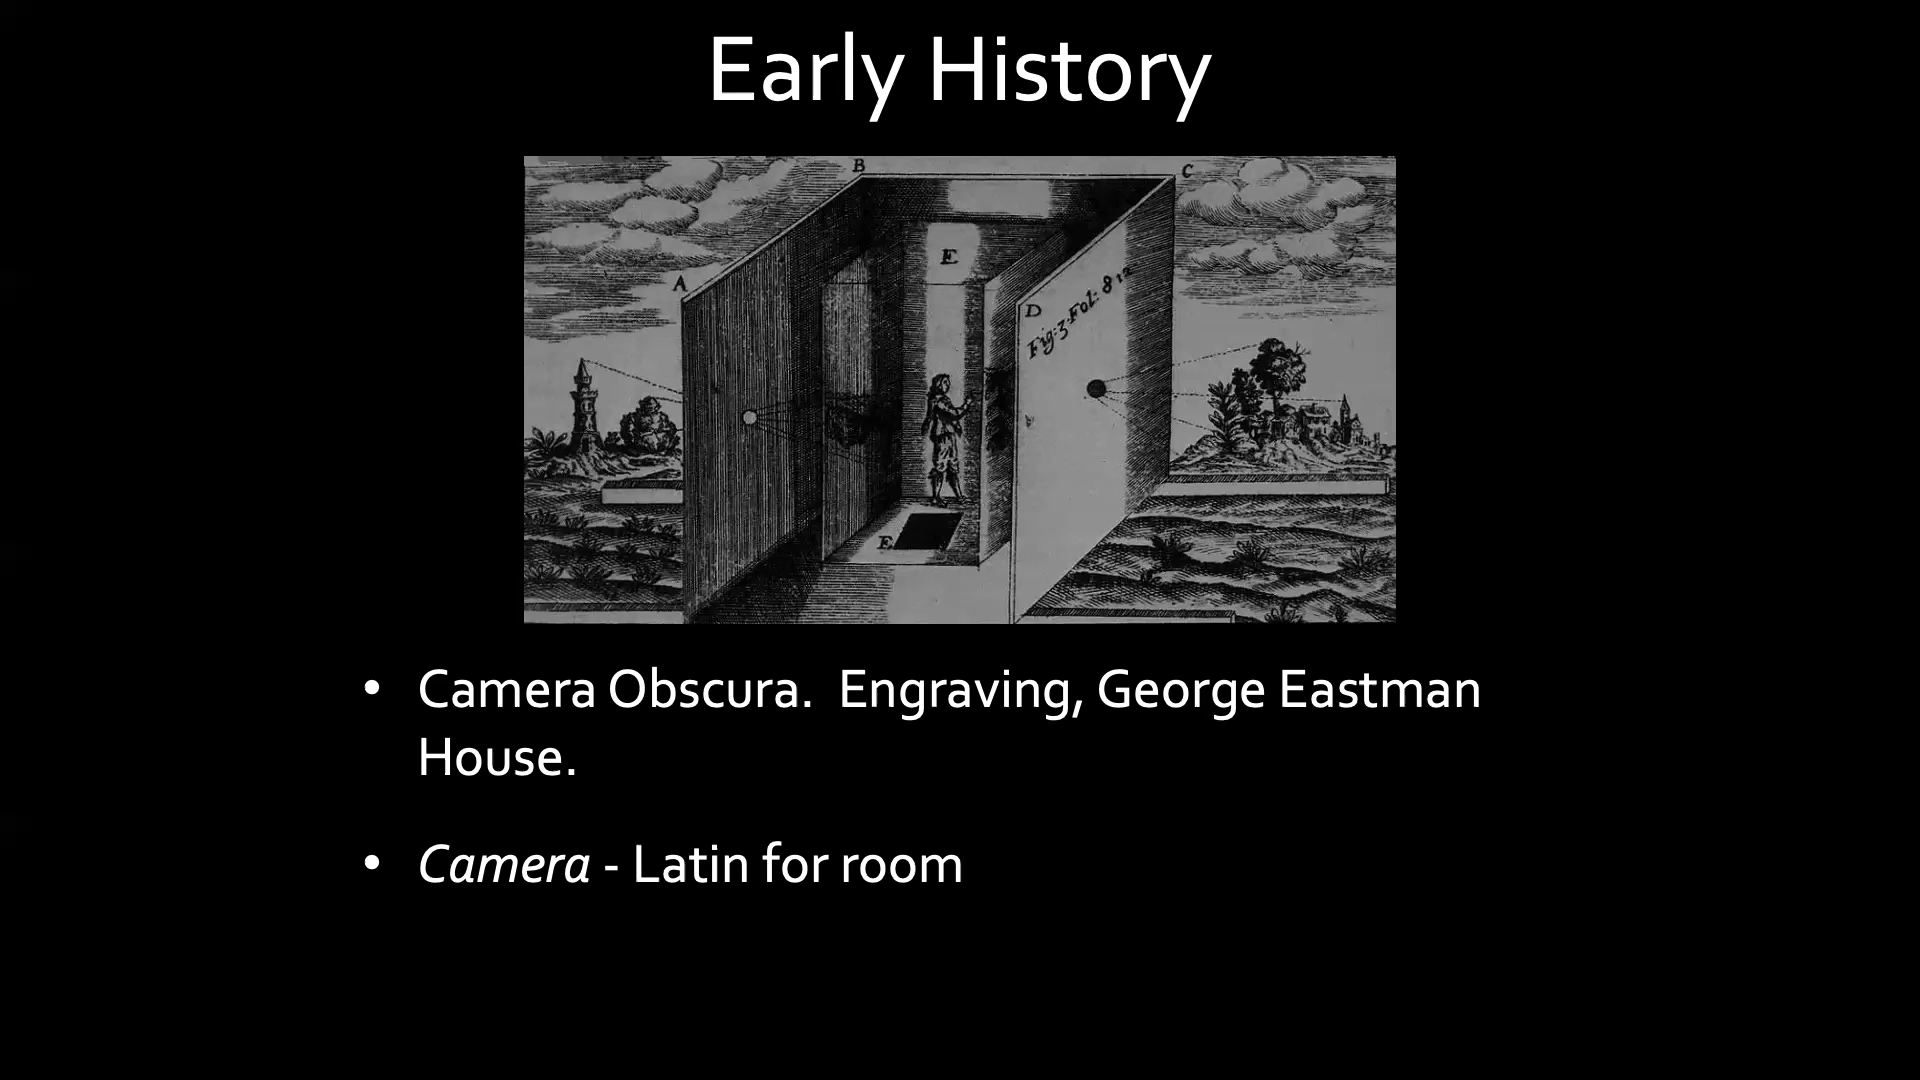 Early History
B
C
E
A
D
Fig: 3. Fol: 812
E
• Camera Obscura.  Engraving, George Eastman
House.
• Camera - Latin for room